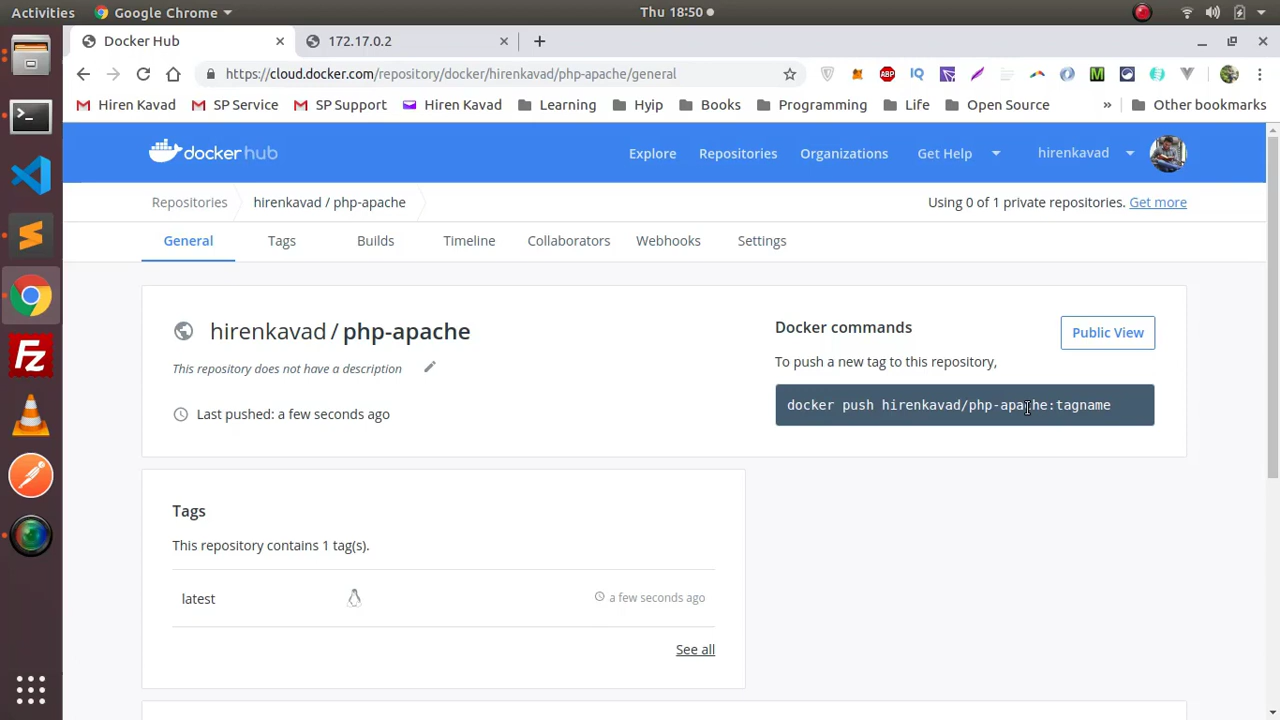 Activities Google Chrome Thu 18:50
Docker Hub 172.17.0.2
https://cloud.docker.com/repository/docker/hirenkavad/php-apache/general
ABP IQ M
Hiren Kavad SP Service SP Support Hiren Kavad Learning Hyip Books Programming Life Open Source » Other bookmarks
docker hub Explore Repositories Organizations Get Help hirenkavad
Repositories hirenkavad / php-apache Using 0 of 1 private repositories. Get more
General Tags Builds Timeline Collaborators Webhooks Settings
hirenkavad / php-apache
This repository does not have a description
Last pushed: a few seconds ago
Docker commands
Public View
To push a new tag to this repository,
docker push hirenkavad/php-apache:tagname
Tags
This repository contains 1 tag(s).
latest a few seconds ago
See all
Fz